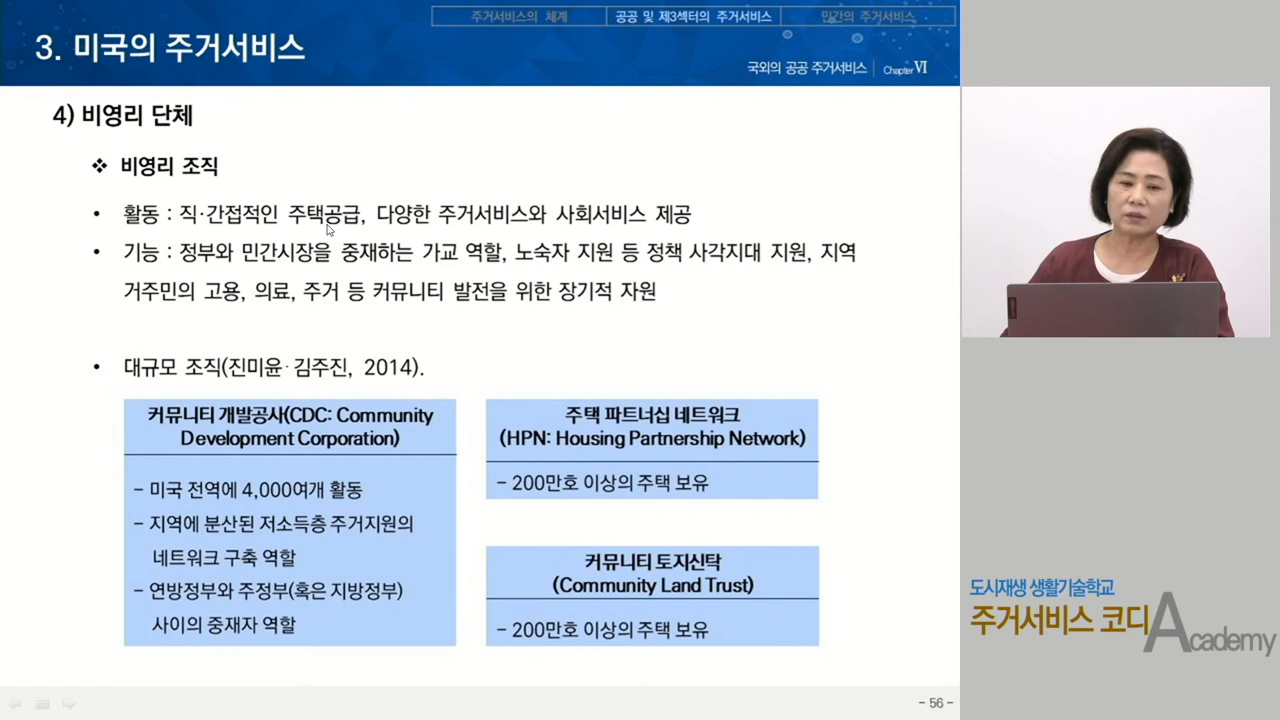 주거서비스의 체계
공공 및 제3섹터의 주거서비스
민간의 주거서비스
3. 미국의 주거서비스
국외의 공공 주거서비스
Chapter VI
4) 비영리 단체
❖ 비영리 조직
• 활동 : 직·간접적인 주택공급, 다양한 주거서비스와 사회서비스 제공
• 기능 : 정부와 민간시장을 중재하는 가교 역할, 노숙자 지원 등 정책 사각지대 지원, 지역
거주민의 고용, 의료, 주거 등 커뮤니티 발전을 위한 장기적 자원
• 대규모 조직(진미윤·김주진, 2014).
커뮤니티 개발공사(CDC: Community
Development Corporation)
- 미국 전역에 4,000여개 활동
- 지역에 분산된 저소득층 주거지원의
네트워크 구축 역할
- 연방정부와 주정부(혹은 지방정부)
사이의 중재자 역할
주택 파트너십 네트워크
(HPN: Housing Partnership Network)
- 200만호 이상의 주택 보유
커뮤니티 토지신탁
(Community Land Trust)
- 200만호 이상의 주택 보유
- 56 -
Lenovo
도시재생 생활기술학교
주거서비스 코디 Academy